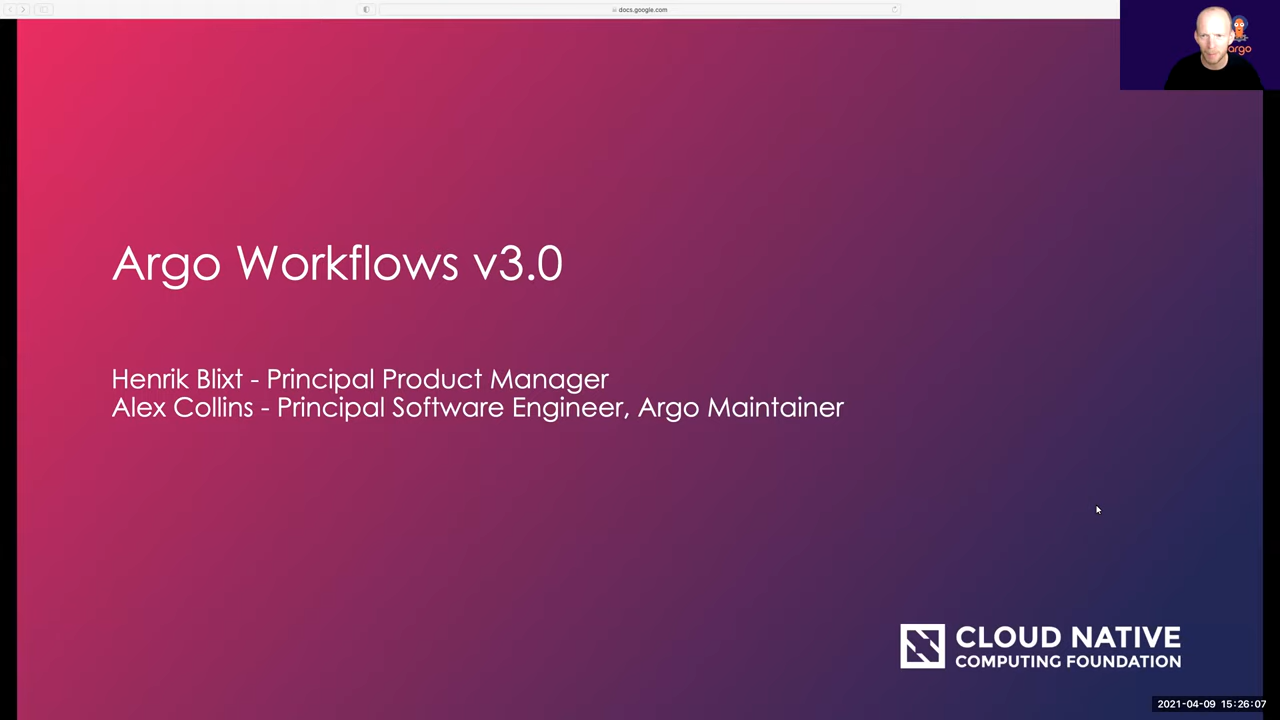 docs.google.com
argo
Argo Workflows v3.0
Henrik Blixt - Principal Product Manager
Alex Collins - Principal Software Engineer, Argo Maintainer
CLOUD NATIVE
COMPUTING FOUNDATION
2021-04-09 15:26:07